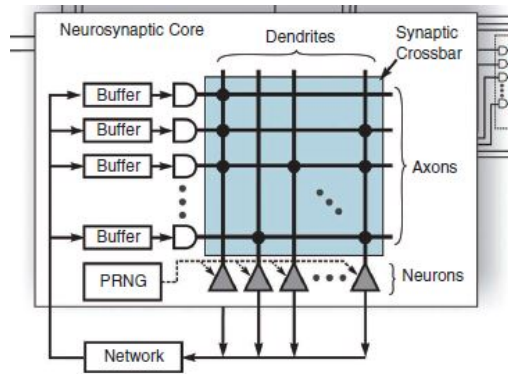 Neurosynaptic Core
Dendrites
Synaptic
Crossbar
Buffer
Buffer
Buffer
Axons
Buffer
PRNG
Neurons
Network